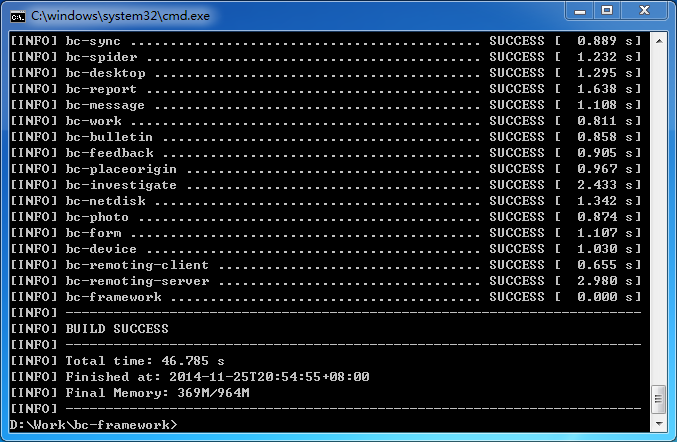 C:\windows\system32\cmd.exe
[INFO] bc-sync ........................................... SUCCESS [  0.889 s]
[INFO] bc-spider ......................................... SUCCESS [  1.232 s]
[INFO] bc-desktop ........................................ SUCCESS [  1.295 s]
[INFO] bc-report ......................................... SUCCESS [  1.638 s]
[INFO] bc-message ........................................ SUCCESS [  1.108 s]
[INFO] bc-work ........................................... SUCCESS [  0.811 s]
[INFO] bc-bulletin ....................................... SUCCESS [  0.858 s]
[INFO] bc-feedback ....................................... SUCCESS [  0.905 s]
[INFO] bc-placeorigin .................................... SUCCESS [  0.967 s]
[INFO] bc-investigate .................................... SUCCESS [  2.433 s]
[INFO] bc-netdisk ........................................ SUCCESS [  1.342 s]
[INFO] bc-photo .......................................... SUCCESS [  0.874 s]
[INFO] bc-form ........................................... SUCCESS [  1.107 s]
[INFO] bc-device ......................................... SUCCESS [  1.030 s]
[INFO] bc-remoting-client ................................ SUCCESS [  0.655 s]
[INFO] bc-remoting-server ................................ SUCCESS [  2.980 s]
[INFO] bc-framework ...................................... SUCCESS [  0.000 s]
[INFO] ------------------------------------------------------------------------
[INFO] BUILD SUCCESS
[INFO] ------------------------------------------------------------------------
[INFO] Total time: 46.785 s
[INFO] Finished at: 2014-11-25T20:54:55+08:00
[INFO] Final Memory: 369M/964M
[INFO] ------------------------------------------------------------------------
D:\Work\bc-framework>